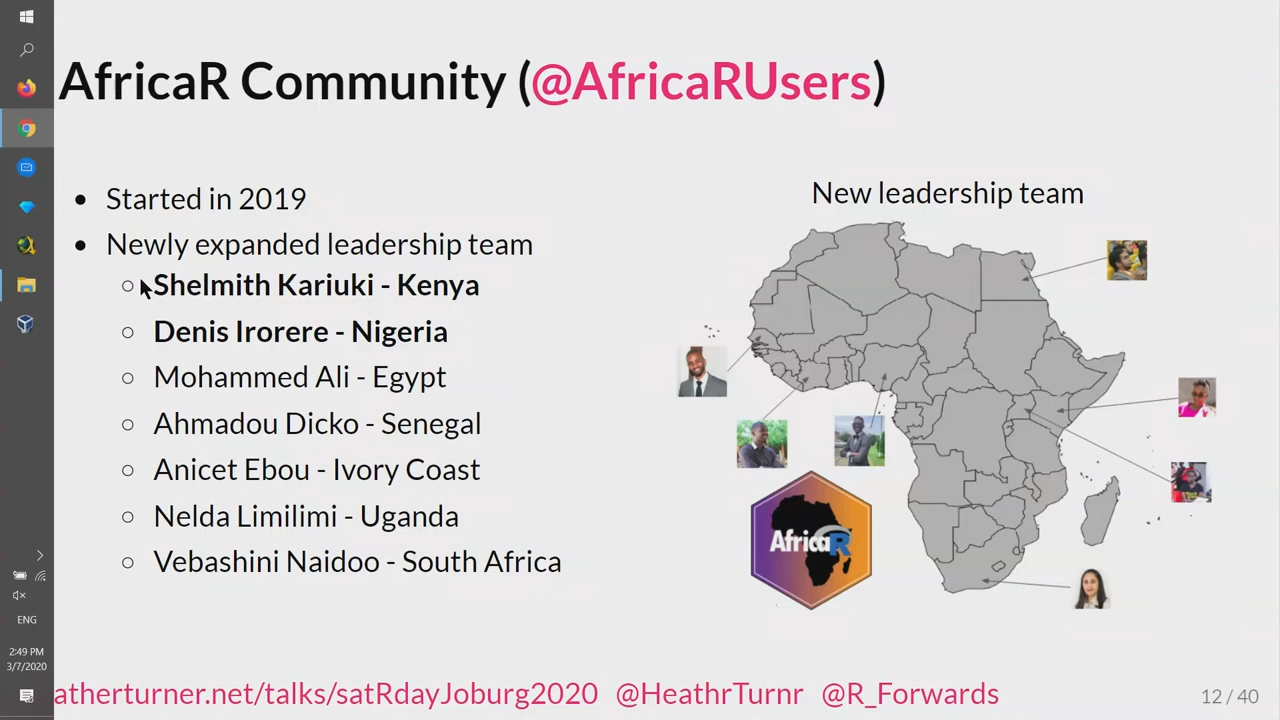 AfricaR Community (@AfricaRUsers)
Started in 2019
Newly expanded leadership team
Shelmith Kariuki - Kenya
Denis Irorere - Nigeria
Mohammed Ali - Egypt
Ahmadou Dicko - Senegal
Anicet Ebou - Ivory Coast
Nelda Limilimi - Uganda
Vebashini Naidoo - South Africa
New leadership team
AfricaR
ENG
2:49 PM
3/7/2020
atherturner.net/talks/satRdayJoburg2020 @HeathrTurnr @R_Forwards
12 / 40